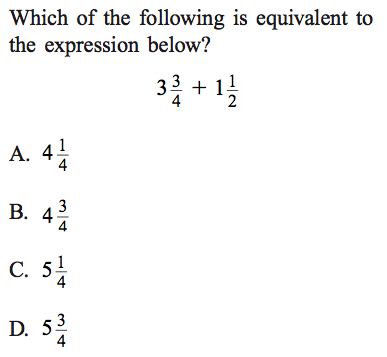 Which of the following is equivalent to
the expression below?
3 3/4 + 1 1/2
A. 4 1/4
B. 4 3/4
C. 5 1/4
D. 5 3/4